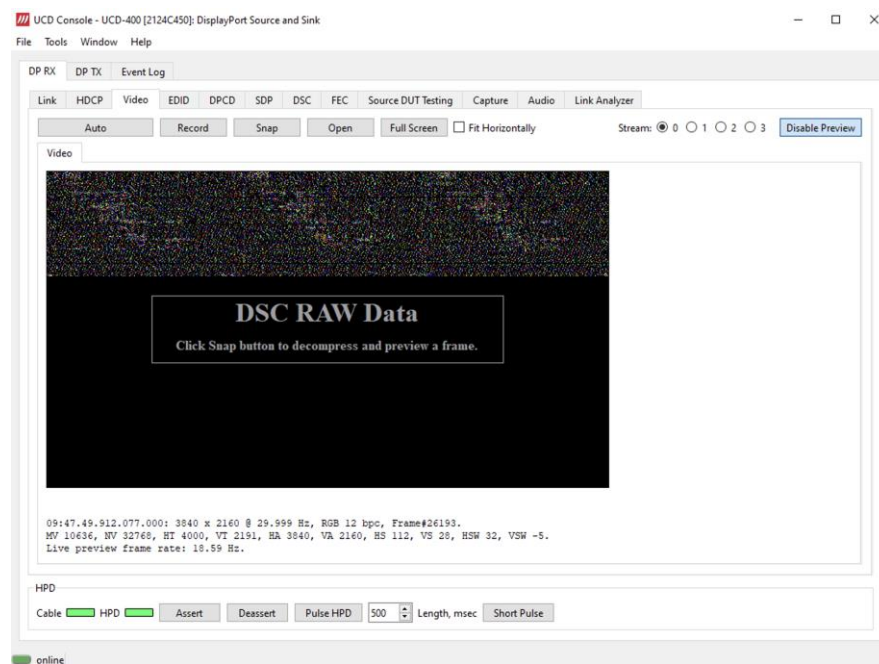 UCD Console - UCD-400 [2124C450]: DisplayPort Source and Sink
File Tools Window Help
DP RX DP TX Event Log
Link HDCP Video EDID DPCD SDP DSC FEC Source DUT Testing Capture Audio Link Analyzer
Auto Record Snap Open Full Screen Fit Horizontally Stream: 0 1 2 3 Disable Preview
Video
DSC RAW Data
Click Snap button to decompress and preview a frame.
09:47.49.912.077.000: 3840 x 2160 @ 29.999 Hz, RGB 12 bpc, Frame#26193.
MV 10636, NV 32768, HT 4000, VT 2191, HA 3840, VA 2160, HS 112, VS 28, HSW 32, VSW -5.
Live preview frame rate: 18.59 Hz.
HPD
Cable HPD Assert Deassert Pulse HPD 500 Length, msec Short Pulse
online